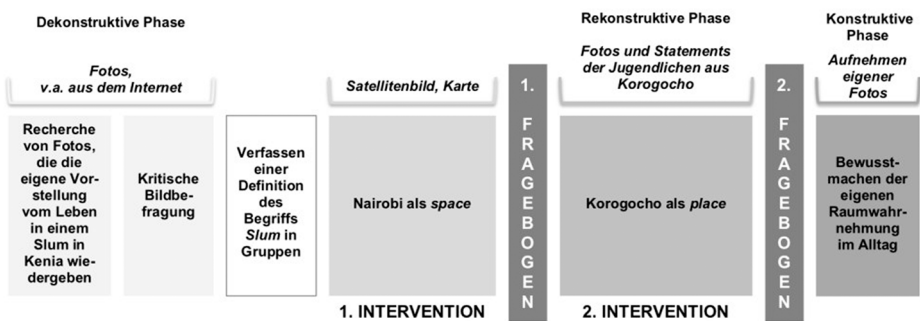 Dekonstruktive Phase
Fotos,
v.a. aus dem Internet
Recherche
von Fotos,
die die
eigene Vor-
stellung
vom Leben
in einem
Slum in
Kenia wie-
dergeben
Kritische
Bildbe-
fragung
Verfassen
einer
Definition
des
Begriffs
Slum in
Gruppen
Satellitenbild, Karte
Nairobi als space
1. INTERVENTION
1.
FRAGEBOGEN
Rekonstruktive Phase
Fotos und Statements
der Jugendlichen aus
Korogocho
Korogocho als place
2. INTERVENTION
2.
FRAGEBOGEN
Konstruktive
Phase
Aufnehmen
eigener
Fotos
Bewusst-
machen der
eigenen
Raumwahr-
nehmung
im Alltag